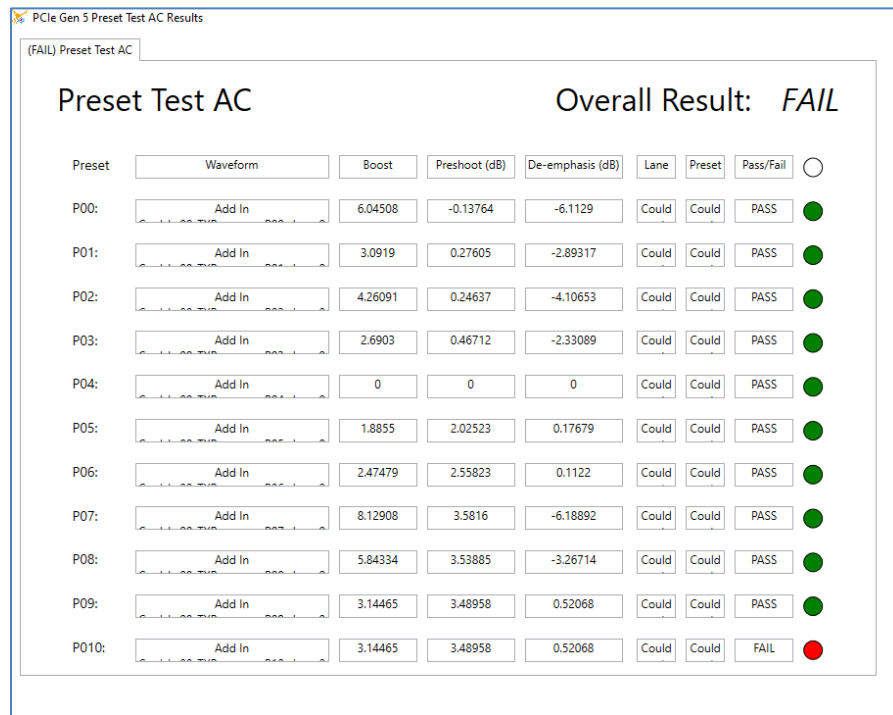 PCIe Gen 5 Preset Test AC Results
(FAIL) Preset Test AC
Preset Test AC Overall Result: FAIL
Preset Waveform Boost Preshoot (dB) De-emphasis (dB) Lane Preset Pass/Fail
P00: Add In 6.04508 -0.13764 -6.1129 Could Could PASS
P01: Add In 3.0919 0.27605 -2.89317 Could Could PASS
P02: Add In 4.26091 0.24637 -4.10653 Could Could PASS
P03: Add In 2.6903 0.46712 -2.33089 Could Could PASS
P04: Add In 0 0 0 Could Could PASS
P05: Add In 1.8855 2.02523 0.17679 Could Could PASS
P06: Add In 2.47479 2.55823 0.1122 Could Could PASS
P07: Add In 8.12908 3.5816 -6.18892 Could Could PASS
P08: Add In 5.84334 3.53885 -3.26714 Could Could PASS
P09: Add In 3.14465 3.48958 0.52068 Could Could PASS
P010: Add In 3.14465 3.48958 0.52068 Could Could FAIL